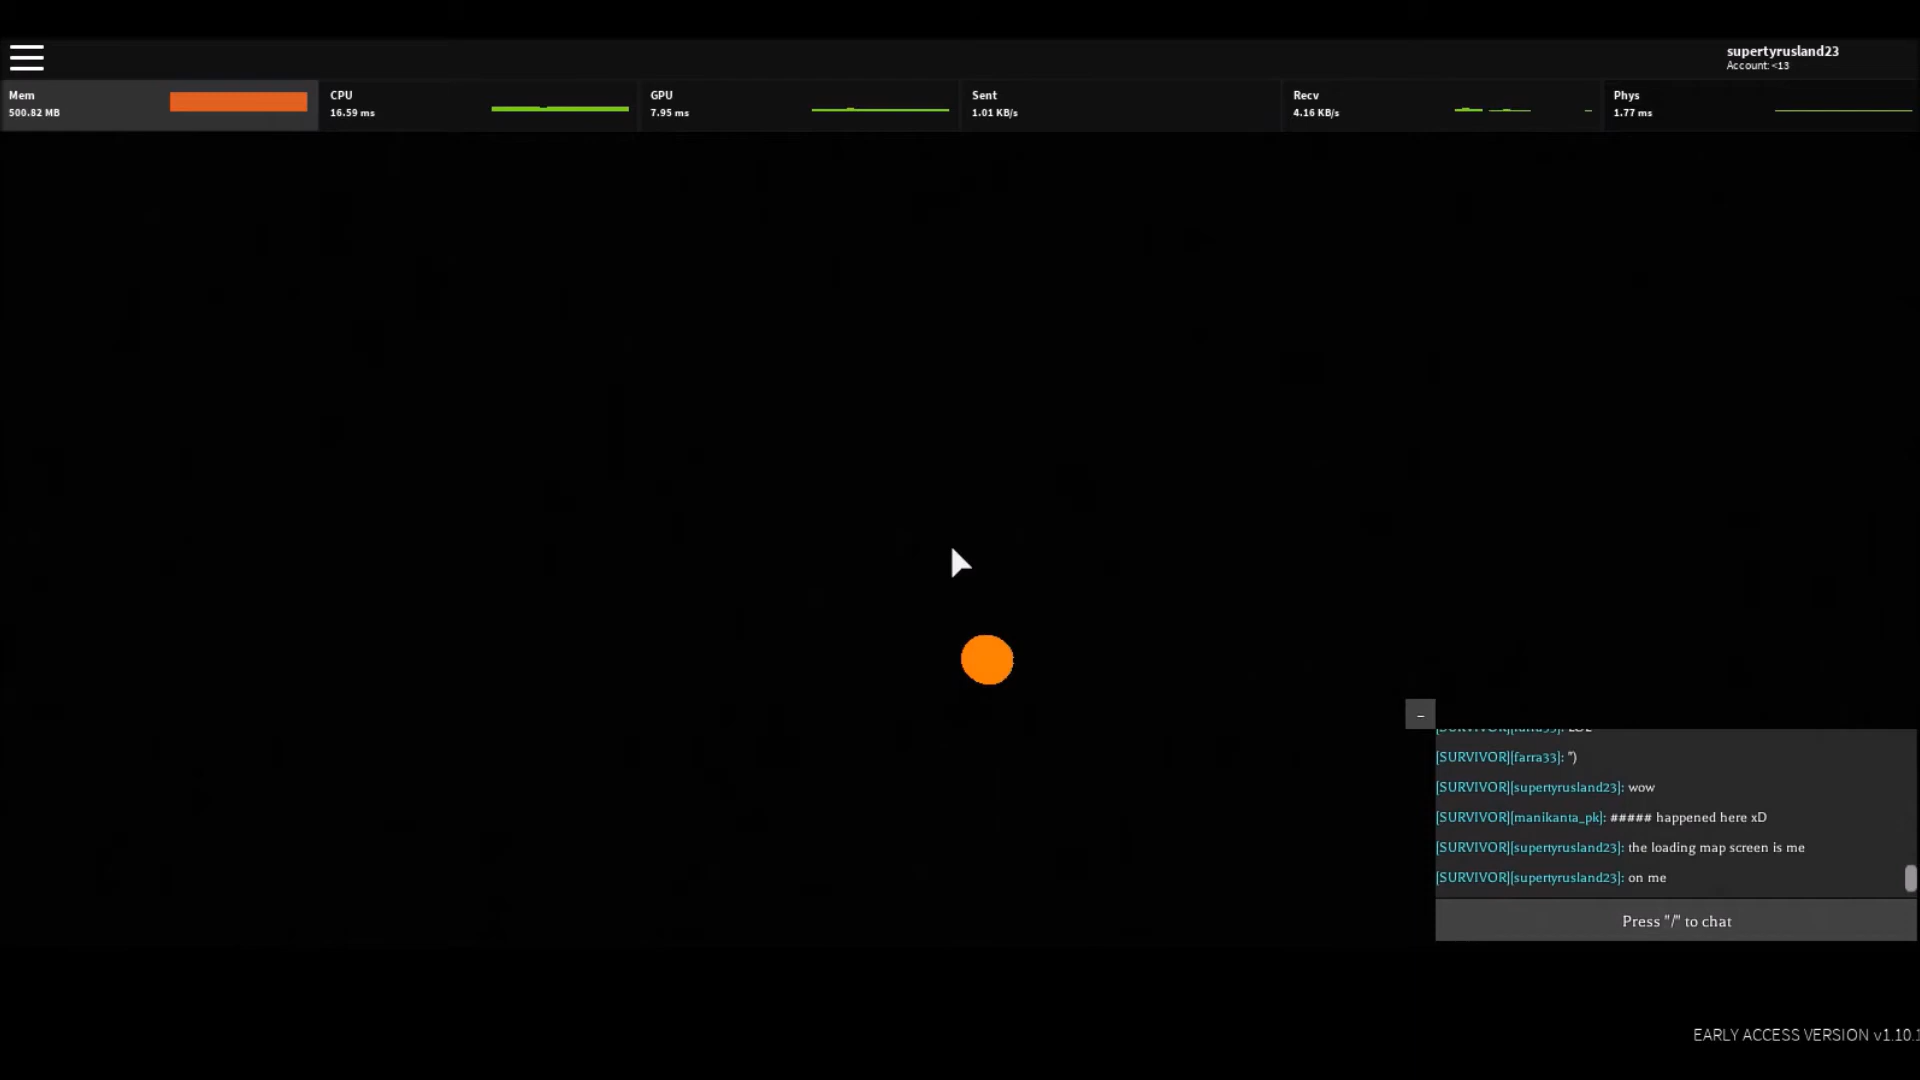 supertyrusland23
Account: <13
Mem
500.82 MB
CPU
16.59 ms
GPU
7.95 ms
Sent
1.01 KB/s
Recv
4.16 KB/s
Phys
1.77 ms
–
[SURVIVOR][farra33]: ")
[SURVIVOR][supertyrusland23]: wow
[SURVIVOR][manikanta_pk]: ##### happened here xD
[SURVIVOR][supertyrusland23]: the loading map screen is me
[SURVIVOR][supertyrusland23]: on me
Press "/" to chat
EARLY ACCESS VERSION v1.10.1